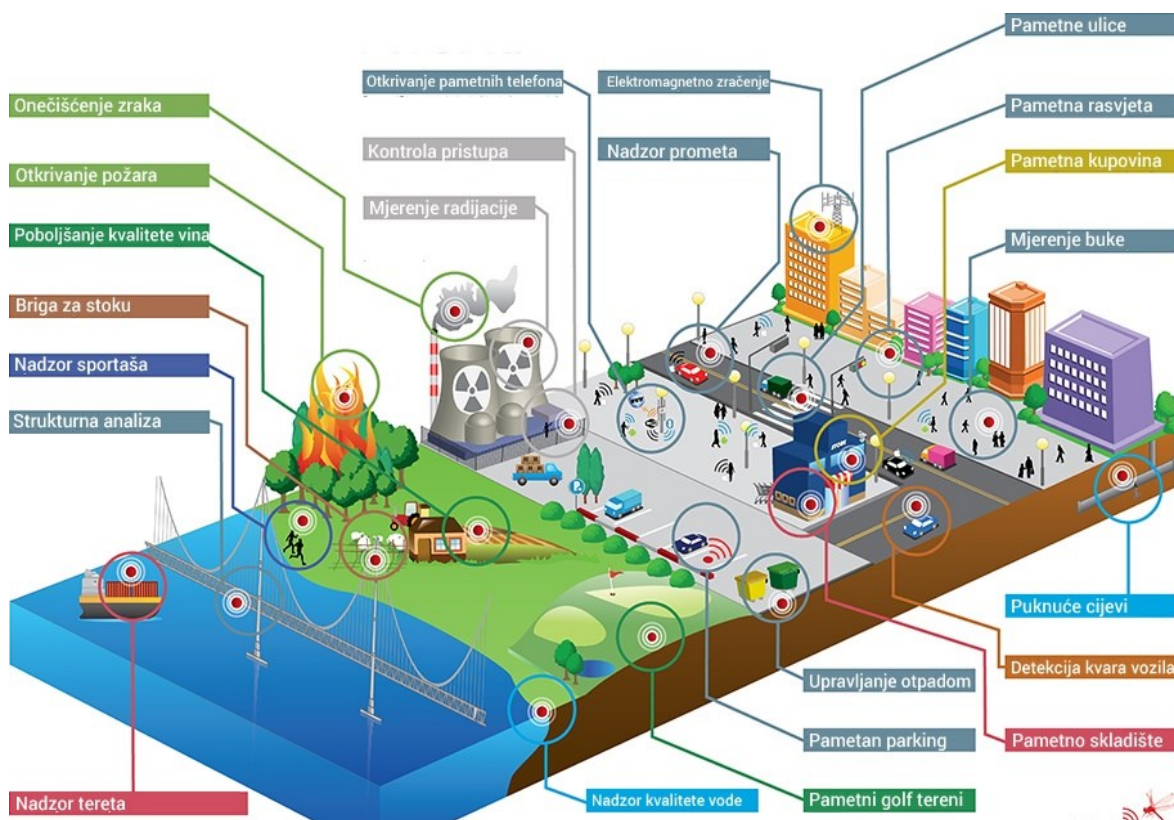 Pametne ulice
Otkrivanje pametnih telefona
Elektromagnetno zračenje
Onečišćenje zraka
Pametna rasvjeta
Kontrola pristupa
Nadzor prometa
Pametna kupovina
Otkrivanje požara
Mjerenje radijacije
Poboljšanje kvalitete vina
Mjerenje buke
Briga za stoku
Nadzor sportaša
Strukturna analiza
STORE
P
Puknuće cijevi
Upravljanje otpadom
Detekcija kvara vozila
Pametan parking
Pametno skladište
Nadzor tereta
Nadzor kvalitete vode
Pametni golf tereni